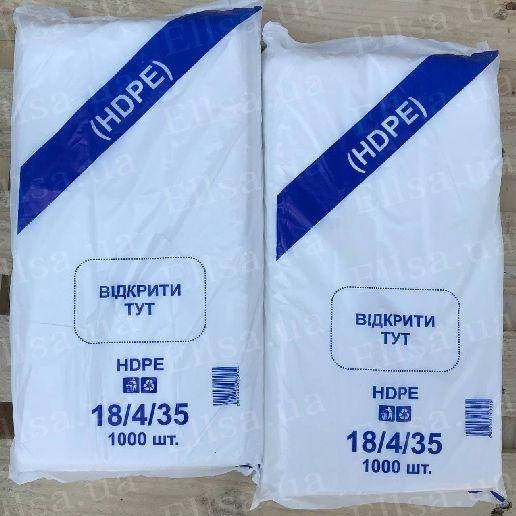 (HDPE)
ВІДКРИТИ
ТУТ
HDPE
18/4/35
1000 шт.
(HDPE)
ВІДКРИТИ
ТУТ
HDPE
18/4/35
1000 шт.
Ellsa.ua